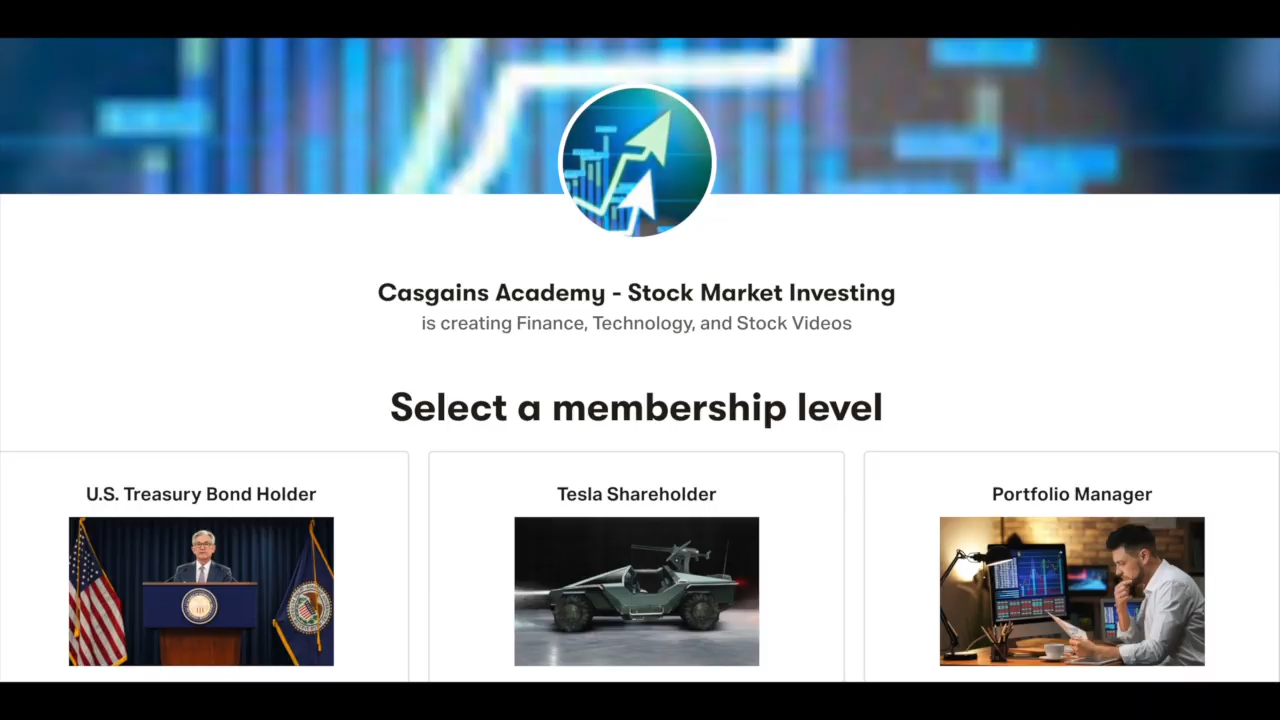 Casgains Academy - Stock Market Investing
is creating Finance, Technology, and Stock Videos
Select a membership level
U.S. Treasury Bond Holder
Tesla Shareholder
Portfolio Manager